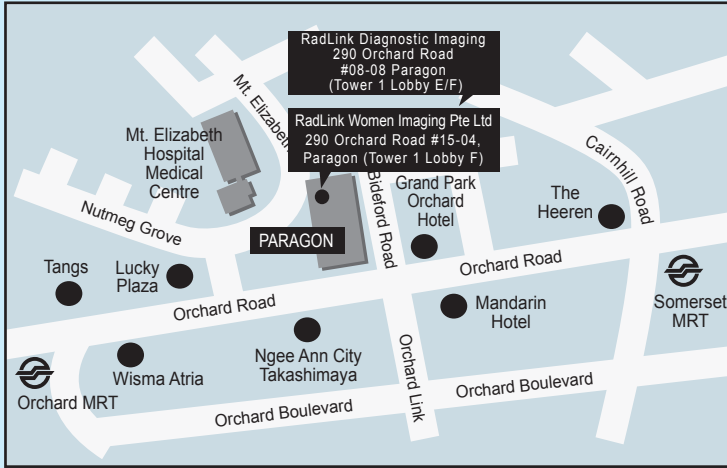 RadLink Diagnostic Imaging
290 Orchard Road
#08-08 Paragon
(Tower 1 Lobby E/F)
RadLink Women Imaging Pte Ltd
290 Orchard Road #15-04,
Paragon (Tower 1 Lobby F)
Mt. Elizabeth
Mt. Elizabeth
Hospital
Medical
Centre
Cairnhill Road
Bideford Road
Grand Park
Orchard
Hotel
The
Heeren
Nutmeg Grove
PARAGON
Tangs
Lucky
Plaza
Orchard Road
Orchard Road
Somerset
MRT
Mandarin
Hotel
Wisma Atria
Ngee Ann City
Takashimaya
Orchard Link
Orchard MRT
Orchard Boulevard
Orchard Boulevard